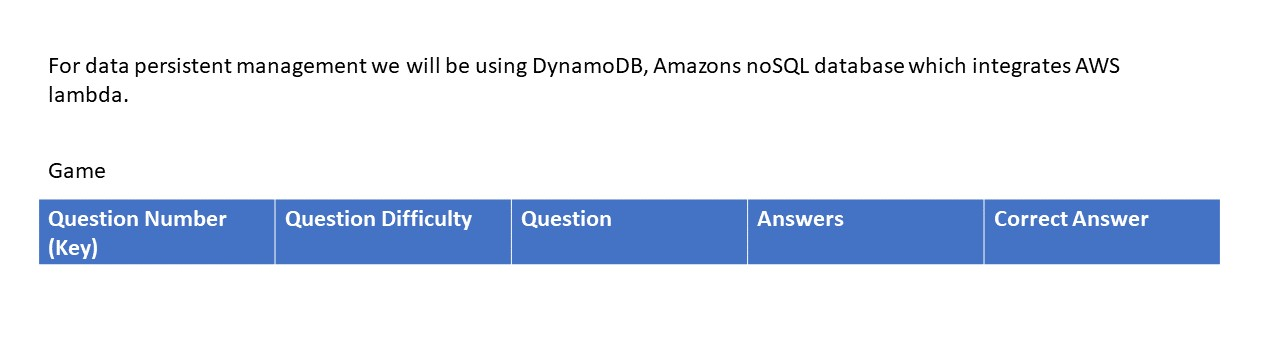 For data persistent management we will be using DynamoDB, Amazons noSQL database which integrates AWS
lambda.
Game
Question Number
(Key)
Question Difficulty
Question
Answers
Correct Answer